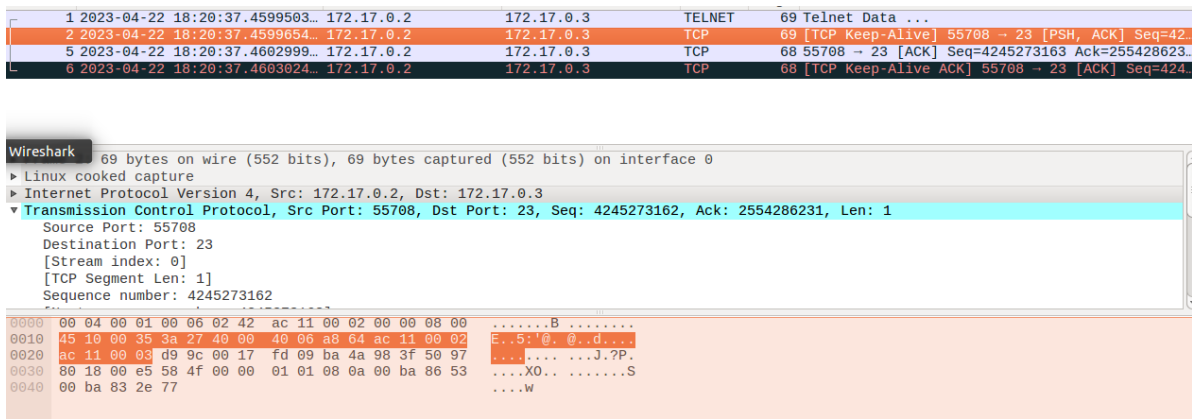 1 2023-04-22 18:20:37.4599503… 172.17.0.2 172.17.0.3 TELNET 69 Telnet Data ...
2 2023-04-22 18:20:37.4599654… 172.17.0.2 172.17.0.3 TCP 69 [TCP Keep-Alive] 55708 → 23 [PSH, ACK] Seq=42…
5 2023-04-22 18:20:37.4602999… 172.17.0.2 172.17.0.3 TCP 68 55708 → 23 [ACK] Seq=4245273163 Ack=255428623…
6 2023-04-22 18:20:37.4603024… 172.17.0.2 172.17.0.3 TCP 68 [TCP Keep-Alive ACK] 55708 → 23 [ACK] Seq=424…
Wireshark
69 bytes on wire (552 bits), 69 bytes captured (552 bits) on interface 0
Linux cooked capture
Internet Protocol Version 4, Src: 172.17.0.2, Dst: 172.17.0.3
Transmission Control Protocol, Src Port: 55708, Dst Port: 23, Seq: 4245273162, Ack: 2554286231, Len: 1
Source Port: 55708
Destination Port: 23
[Stream index: 0]
[TCP Segment Len: 1]
Sequence number: 4245273162
0000 00 04 00 01 00 06 02 42 ac 11 00 02 00 00 08 00 .......B ........
0010 45 10 00 35 3a 27 40 00 40 06 a8 64 ac 11 00 02 E..5:'@. @..d....
0020 ac 11 00 03 d9 9c 00 17 fd 09 ba 4a 98 3f 50 97 ........ ...J.?P.
0030 80 18 00 e5 58 4f 00 00 01 01 08 0a 00 ba 86 53 ....XO.. .......S
0040 00 ba 83 2e 77 ....w